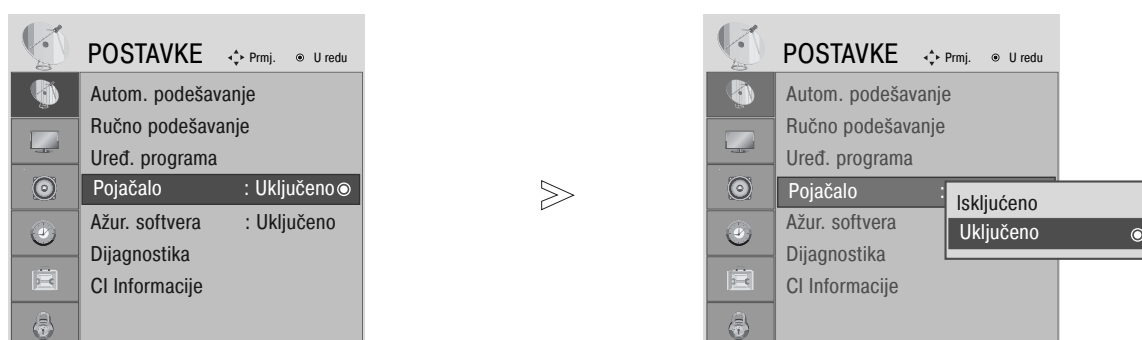 POSTAVKE Prmj. U redu
Autom. podešavanje
Ručno podešavanje
Uređ. programa
Pojačalo : Uključeno
Ažur. softvera : Uključeno
Dijagnostika
CI Informacije
POSTAVKE Prmj. U redu
Autom. podešavanje
Ručno podešavanje
Uređ. programa
Pojačalo :
Ažur. softvera
Dijagnostika
CI Informacije
Isključeno
Uključeno